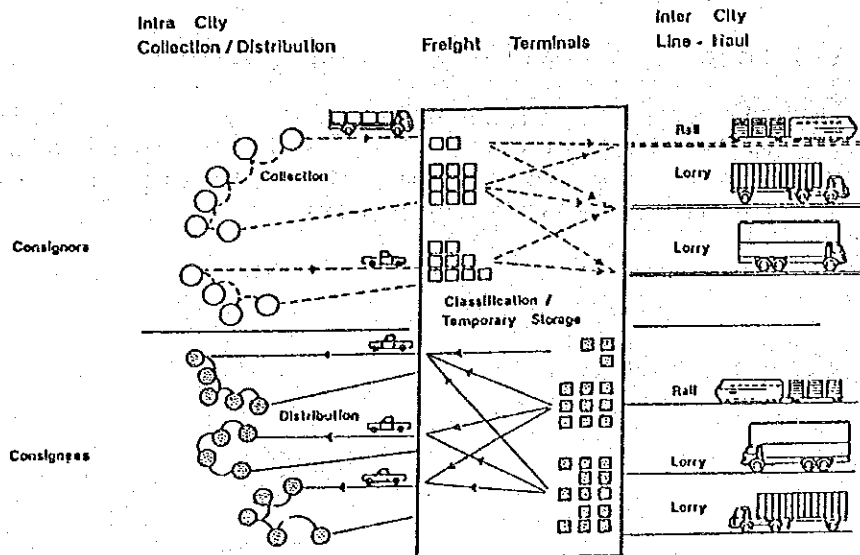 Intra City
Collection / Distribution
Freight Terminals
Inter City
Line - Haul
Rail
Collection
Lorry
Consignors
Lorry
Classification /
Temporary Storage
Rail
Distribution
Lorry
Consignees
Lorry